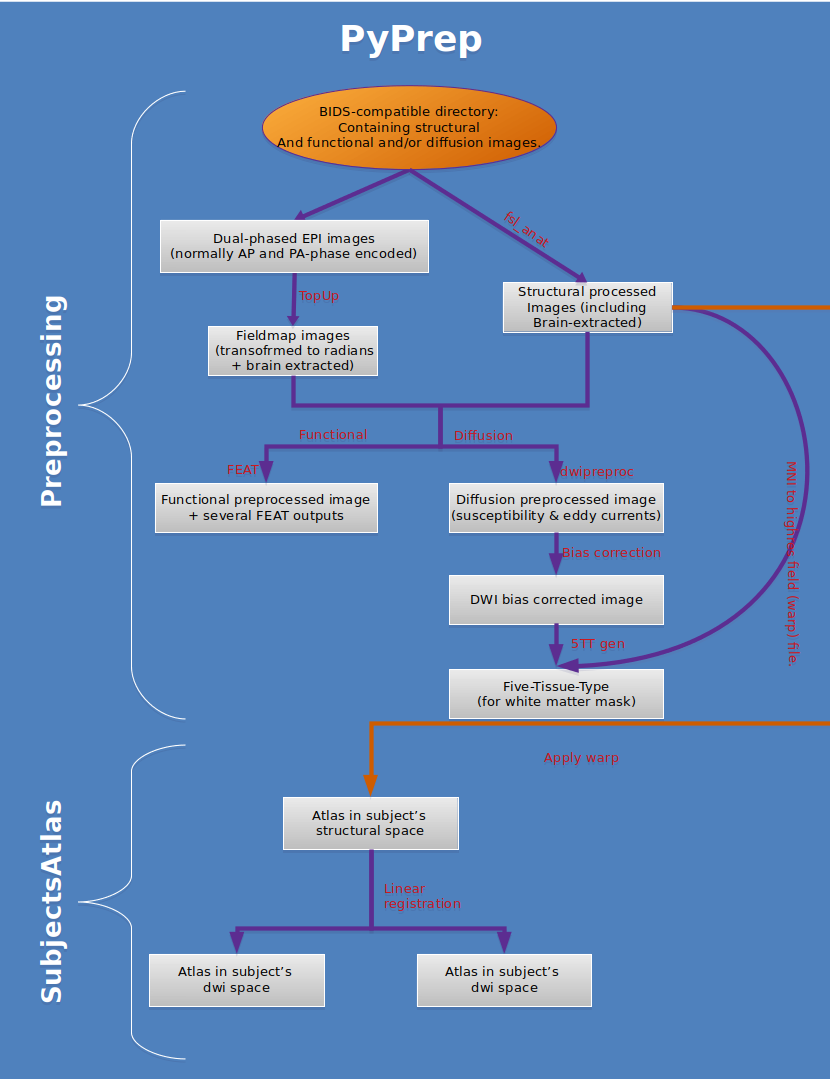 PyPrep
BIDS-compatible directory:
Containing structural
And functional and/or diffusion images.
fsl_anat
Dual-phased EPI images
(normally AP and PA-phase encoded)
TopUp
Structural processed
Images (including
Brain-extracted)
Fieldmap images
(transofrmed to radians
+ brain extracted)
Preprocessing
Functional
Diffusion
FEAT
dwipreproc
MNI to highres field (warp) file.
Functional preprocessed image
+ several FEAT outputs
Diffusion preprocessed image
(susceptibility & eddy currents)
Bias correction
DWI bias corrected image
5TT gen
Five-Tissue-Type
(for white matter mask)
Apply warp
SubjectsAtlas
Atlas in subject’s
structural space
Linear
registration
Atlas in subject’s
dwi space
Atlas in subject’s
dwi space